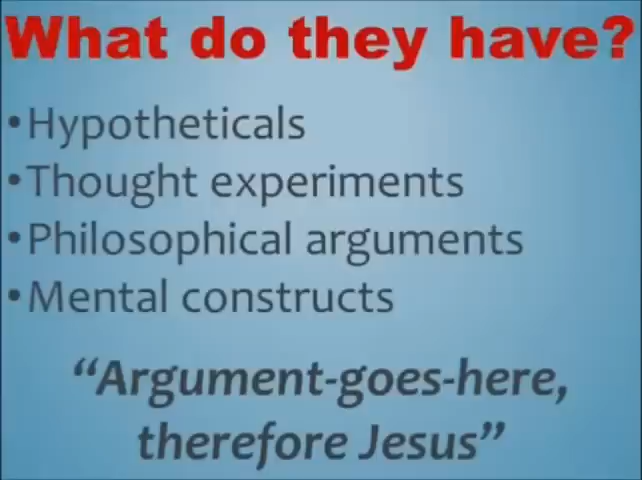 What do they have?
•Hypotheticals
•Thought experiments
•Philosophical arguments
•Mental constructs
“Argument-goes-here,
therefore Jesus”